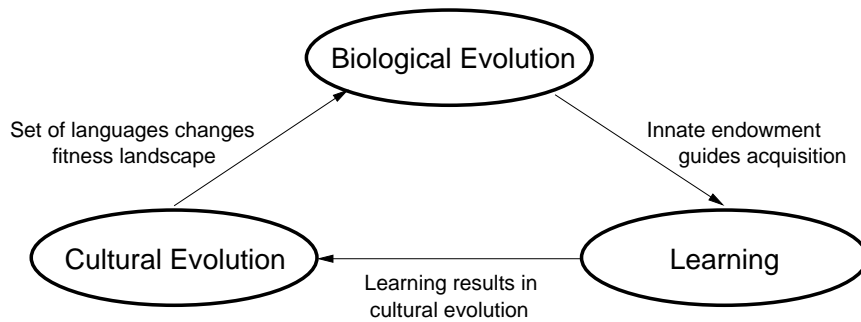 Biological Evolution
Set of languages changes
fitness landscape
Innate endowment
guides acquisition
Cultural Evolution
Learning
Learning results in
cultural evolution